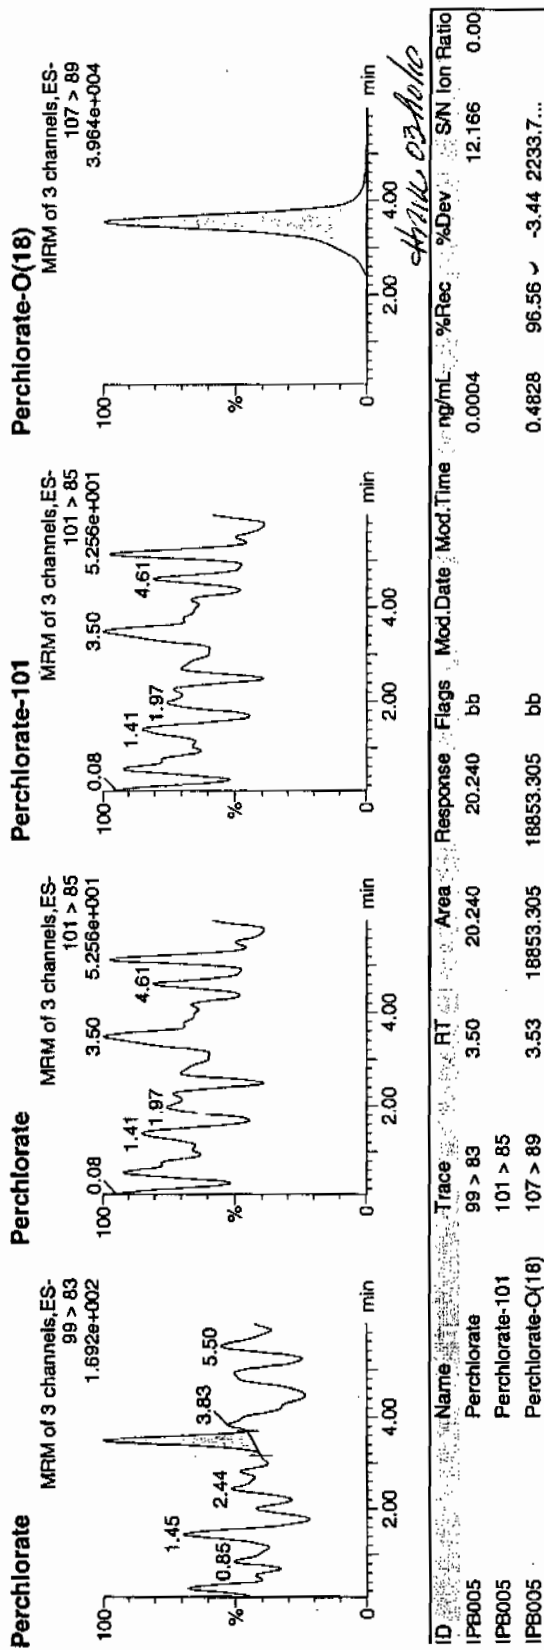 Perchlorate
MRM of 3 channels,ES-
99 > 83
1.692e+002
100
%
0
0.85
1.45
2.44
3.83
5.50
2.00
4.00
min
Perchlorate
MRM of 3 channels,ES-
101 > 85
5.256e+001
100
%
0
0.08
1.41
1.97
3.50
4.61
2.00
4.00
min
Perchlorate-101
MRM of 3 channels,ES-
101 > 85
5.256e+001
100
%
0
0.08
1.41
1.97
3.50
4.61
2.00
4.00
min
Perchlorate-O(18)
MRM of 3 channels,ES-
107 > 89
3.964e+004
100
%
0
2.00
4.00
min
ID Name Trace RT Area Response Flags Mod.Date Mod.Time ng/mL %Rec %Dev S/N Ion Ratio
IPB005 Perchlorate 99 > 83 3.50 20.240 20.240 bb 0.0004 12.166 0.00
IPB005 Perchlorate-101 101 > 85
IPB005 Perchlorate-O(18) 107 > 89 3.53 18853.305 18853.305 bb 0.4828 96.56 -3.44 2233.7...